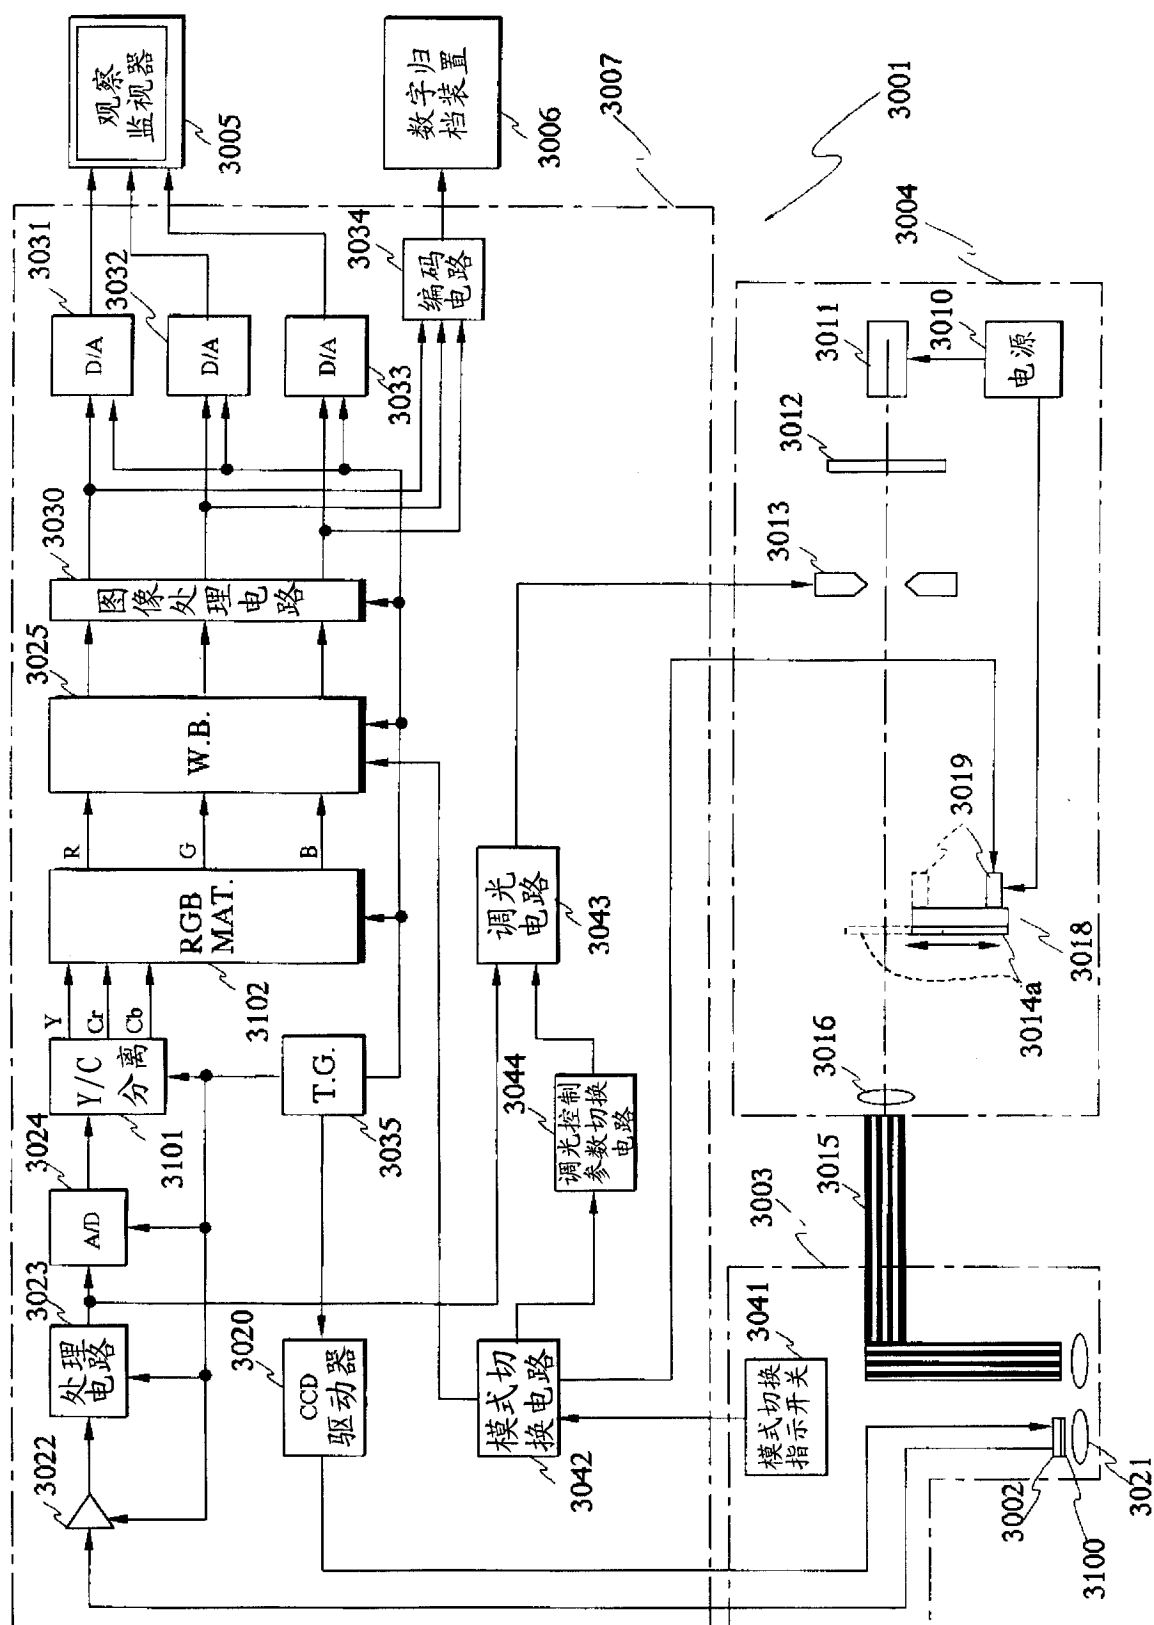 观察
监视器
3005
数字归
档装置
3006
3007
3001
3031
D/A
3032
D/A
D/A
3033
3034
编码
电路
3004
3011
3010
电源
3012
3013
3030
图像处理电路
3025
W.B.
R
G
B
RGB
MAT.
3102
Y
Cr
Cb
Y/C
分离
3101
T.G.
3035
调光
电路
3043
3044
调光控制
参数切换
电路
3019
3018
3014a
3016
3015
3003
3024
A/D
3023
处理
电路
3022
3020
CCD
驱动器
模式切
换电路
3042
3041
模式切换
指示开关
3002
3100
3021